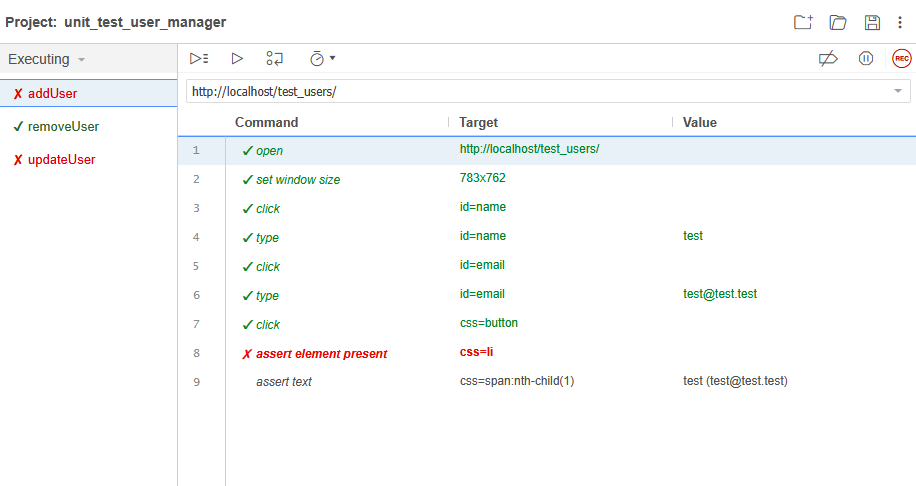 Project: unit_test_user_manager
Executing
REC
✗ addUser
http://localhost/test_users/
✓ removeUser
✗ updateUser
Command Target Value
1 ✓ open http://localhost/test_users/
2 ✓ set window size 783x762
3 ✓ click id=name
4 ✓ type id=name test
5 ✓ click id=email
6 ✓ type id=email test@test.test
7 ✓ click css=button
8 ✗ assert element present css=li
9 assert text css=span:nth-child(1) test (test@test.test)